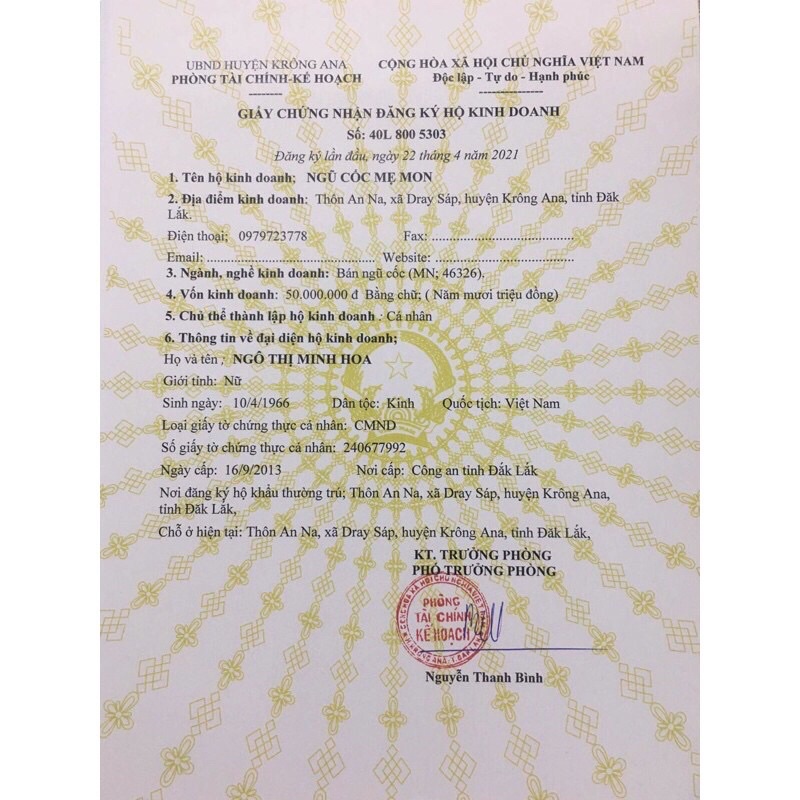 UBND HUYỆN KRÔNG ANA
PHÒNG TÀI CHÍNH-KẾ HOẠCH
CỘNG HÒA XÃ HỘI CHỦ NGHĨA VIỆT NAM
Độc lập - Tự do - Hạnh phúc
GIẤY CHỨNG NHẬN ĐĂNG KÝ HỘ KINH DOANH
Số: 40L 800 5303
Đăng ký lần đầu, ngày 22 tháng 4 năm 2021
1. Tên hộ kinh doanh; NGŨ CỐC MẸ MON
2. Địa điểm kinh doanh: Thôn An Na, xã Dray Sáp, huyện Krông Ana, tỉnh Đăk
Lắk.
Điện thoại; 0979723778 Fax: ......................................
Email: ............................................. Website: .....................................
3. Ngành, nghề kinh doanh: Bán ngũ cốc (MN; 46326).
4. Vốn kinh doanh: 50.000.000 đ Bằng chữ; ( Năm mươi triệu đồng)
5. Chủ thể thành lập hộ kinh doanh : Cá nhân
6. Thông tin về đại diện hộ kinh doanh;
Họ và tên ; NGÔ THỊ MINH HOA
Giới tính: Nữ
Sinh ngày: 10/4/1966 Dân tộc: Kinh Quốc tịch: Việt Nam
Loại giấy tờ chứng thực cá nhân: CMND
Số giấy tờ chứng thực cá nhân: 240677992
Ngày cấp: 16/9/2013 Nơi cấp: Công an tỉnh Đắk Lắk
Nơi đăng ký hộ khẩu thường trú; Thôn An Na, xã Dray Sáp, huyện Krông Ana,
tỉnh Đăk Lắk,
Chỗ ở hiện tại: Thôn An Na, xã Dray Sáp, huyện Krông Ana, tỉnh Đăk Lắk,
KT. TRƯỞNG PHÒNG
PHÓ TRƯỞNG PHÒNG
PHÒNG
TÀI CHÍNH
KẾ HOẠCH
Nguyễn Thanh Bình